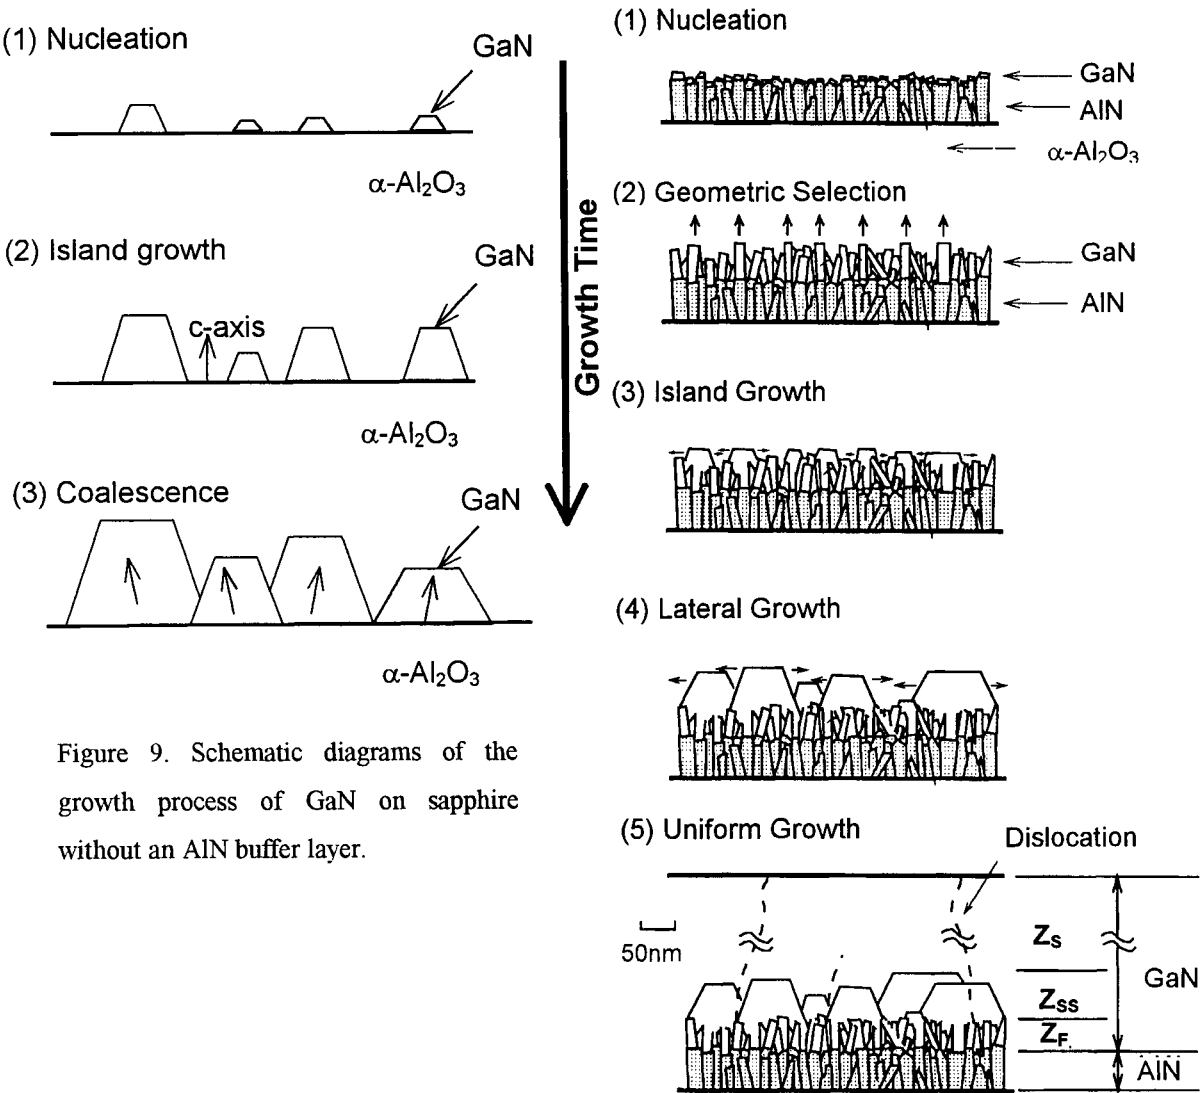 (1) Nucleation
GaN
α-Al₂O₃
(2) Island growth
GaN
c-axis
α-Al₂O₃
(3) Coalescence
GaN
α-Al₂O₃
Figure 9. Schematic diagrams of the
growth process of GaN on sapphire
without an AlN buffer layer.
Growth Time
(1) Nucleation
GaN
AlN
α-Al₂O₃
(2) Geometric Selection
GaN
AlN
(3) Island Growth
(4) Lateral Growth
(5) Uniform Growth
Dislocation
50nm
Zs
Zss
ZF
GaN
AlN